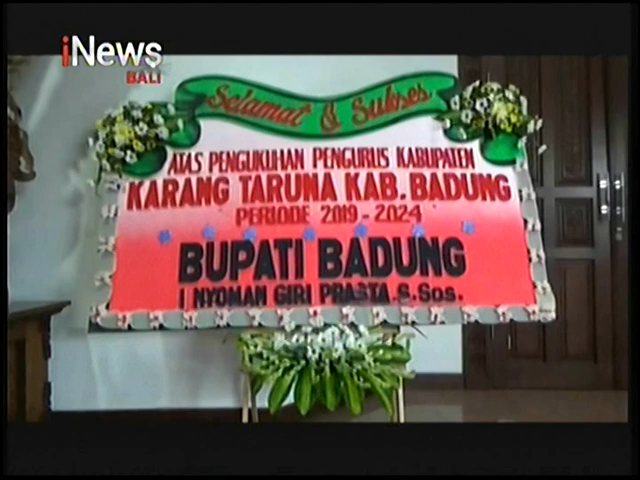 iNews
BALI
Selamat & Sukses
ATAS PENGUKUHAN PENGURUS KABUPATEN
KARANG TARUNA KAB. BADUNG
PERIODE 2019 - 2024
BUPATI BADUNG
I NYOMAN GIRI PRASTA.S.Sos.